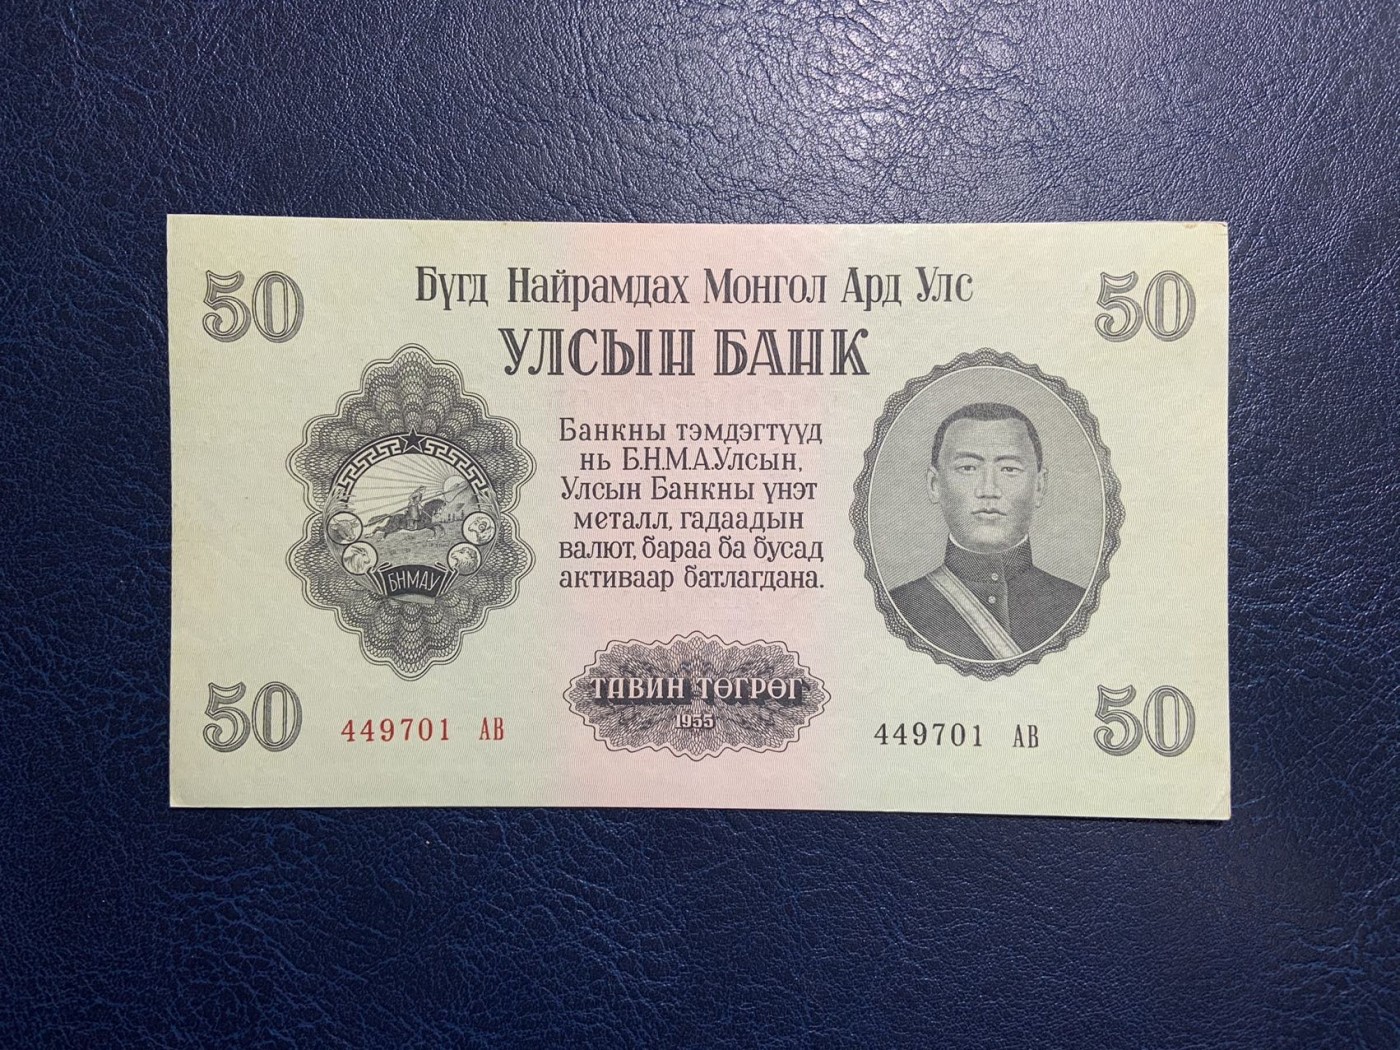 50
Бүгд Найрамдах Монгол Ард Улс
50
УЛСЫН БАНК
Банкны тэмдэгтүүд
нь Б.Н.М.А.Улсын,
Улсын Банкны үнэт
металл, гадаадын
валют, бараа ба бусад
активаар батлагдана.
БНМАУ
ТАВИН ТӨГРӨГ
1955
50
449701 АВ
449701 АВ
50